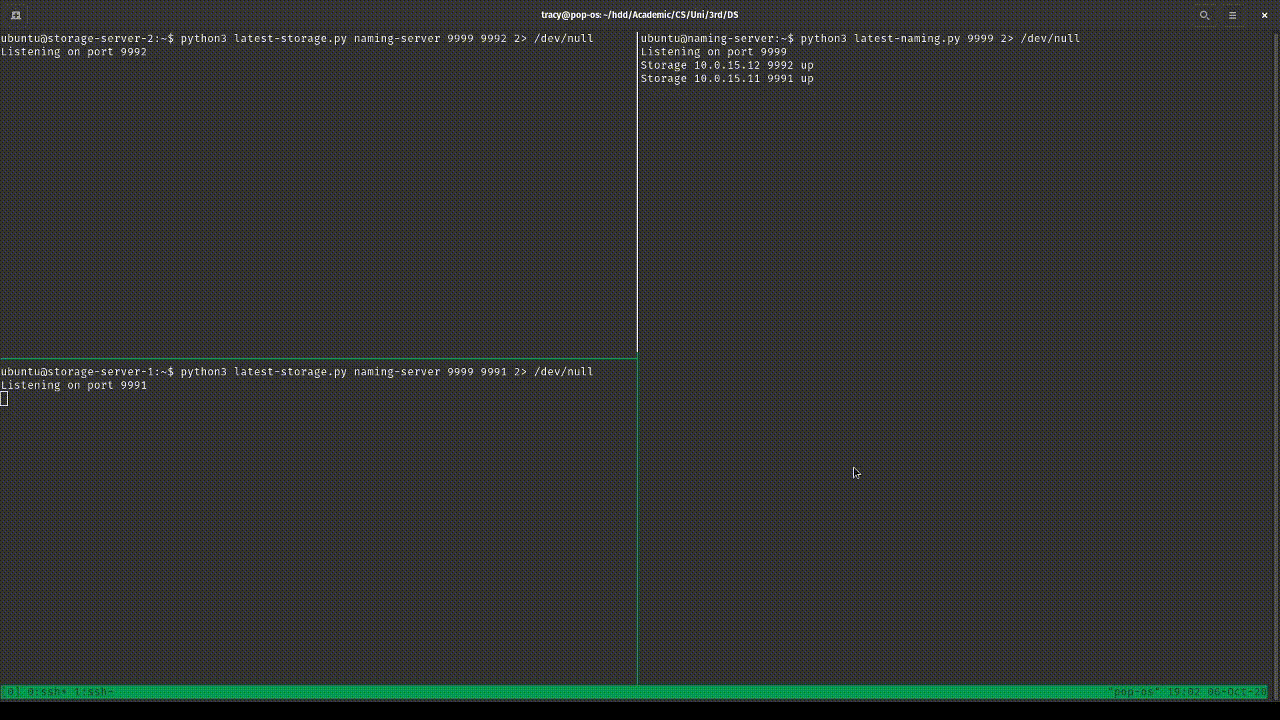 tracy@pop-os: ~/hdd/Academic/CS/Uni/3rd/DS
ubuntu@storage-server-2:~$ python3 latest-storage.py naming-server 9999 9992 2> /dev/null
Listening on port 9992
ubuntu@naming-server:~$ python3 latest-naming.py 9999 2> /dev/null
Listening on port 9999
Storage 10.0.15.12 9992 up
Storage 10.0.15.11 9991 up
ubuntu@storage-server-1:~$ python3 latest-storage.py naming-server 9999 9991 2> /dev/null
Listening on port 9991
[0] 0:ssh* 1:ssh- "pop-os" 19:02 06-Oct-20